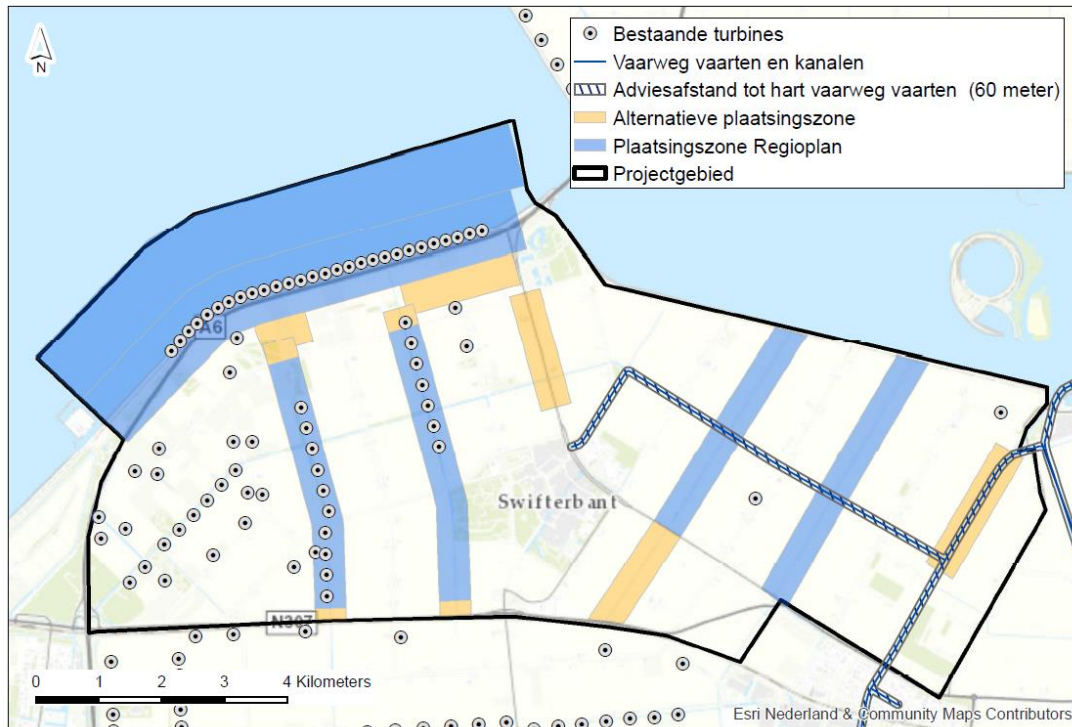 N
Bestaande turbines
Vaarweg vaarten en kanalen
Adviesafstand tot hart vaarweg vaarten (60 meter)
Alternatieve plaatsingszone
Plaatsingszone Regioplan
Projectgebied
A6
Swifterbant
N307
0 1 2 3 4 Kilometers
Esri Nederland & Community Maps Contributors